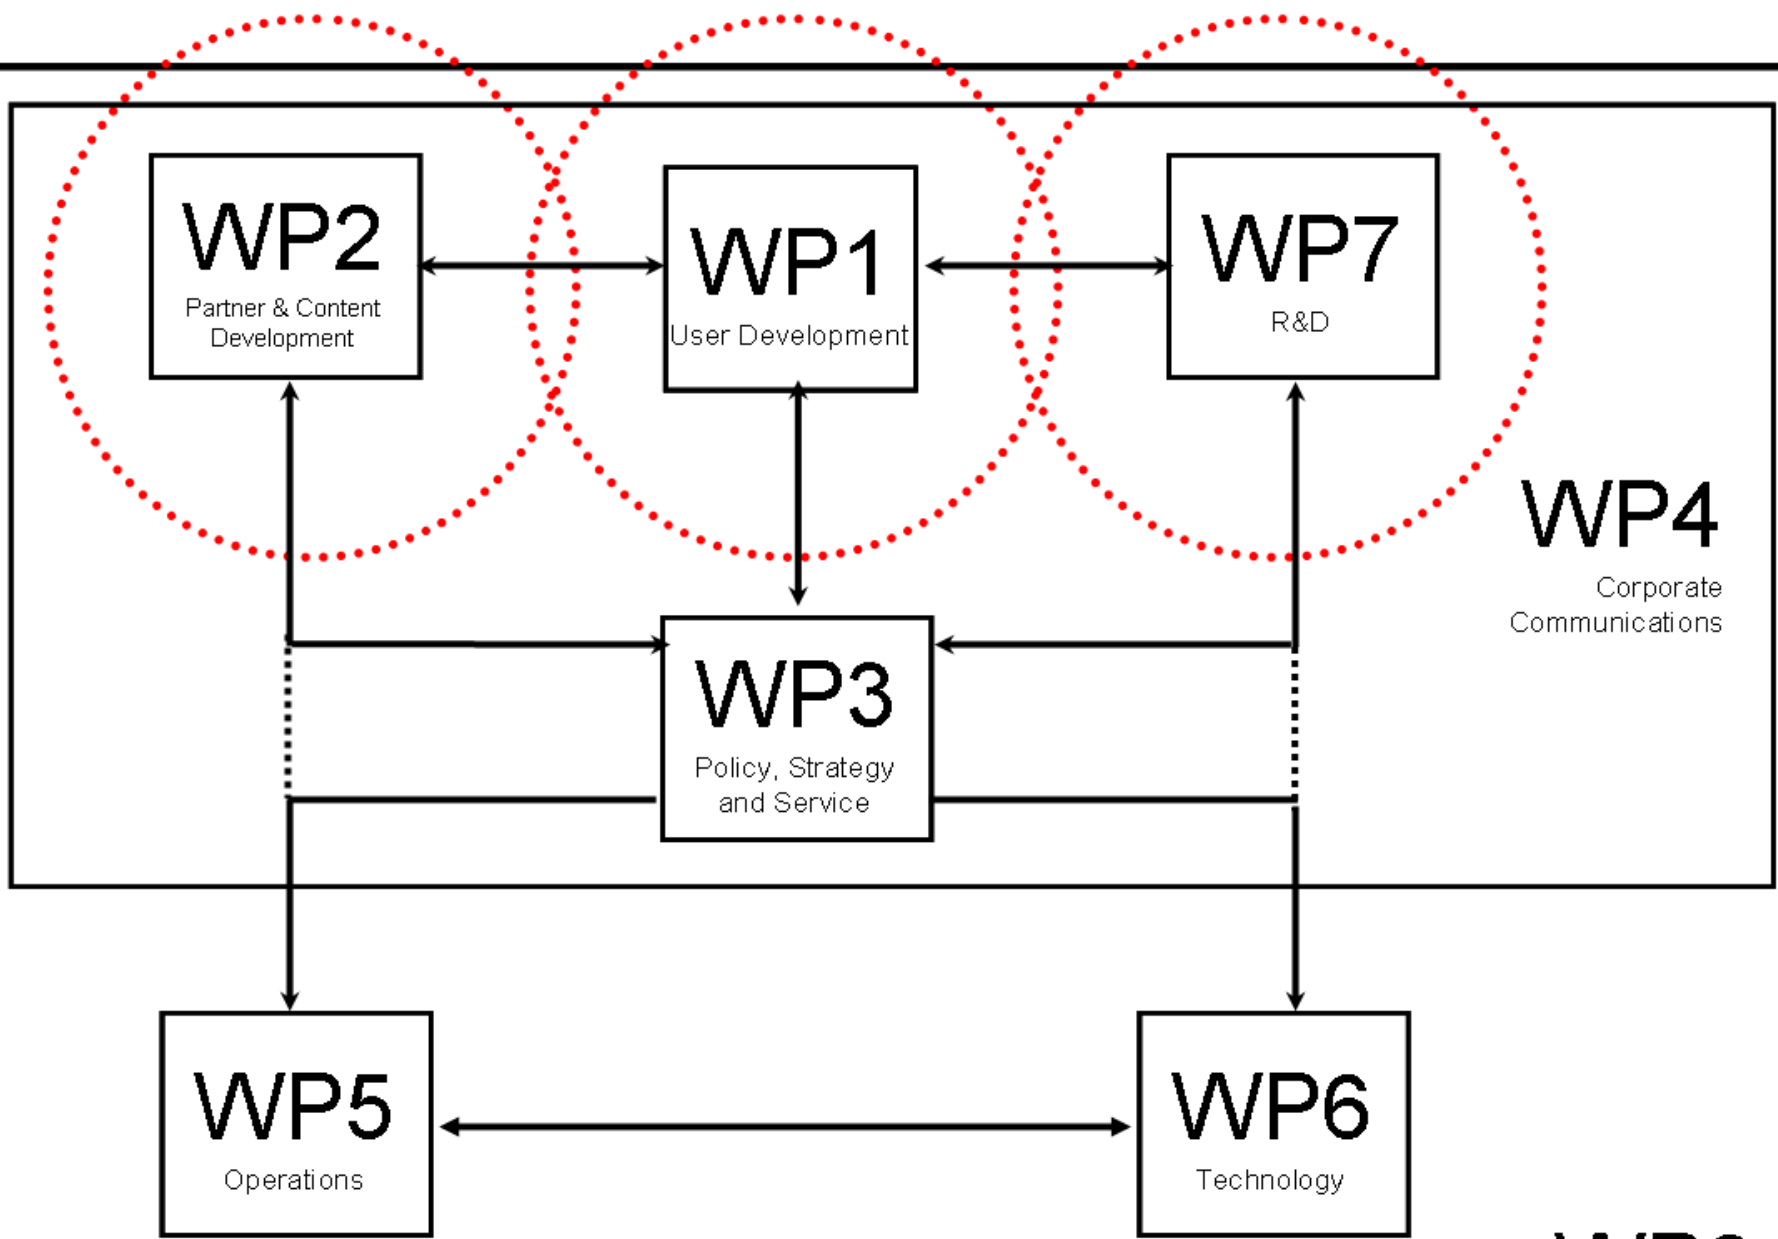 WP2
Partner & Content
Development
WP1
User Development
WP7
R&D
WP4
Corporate
Communications
WP3
Policy, Strategy
and Service
WP5
Operations
WP6
Technology